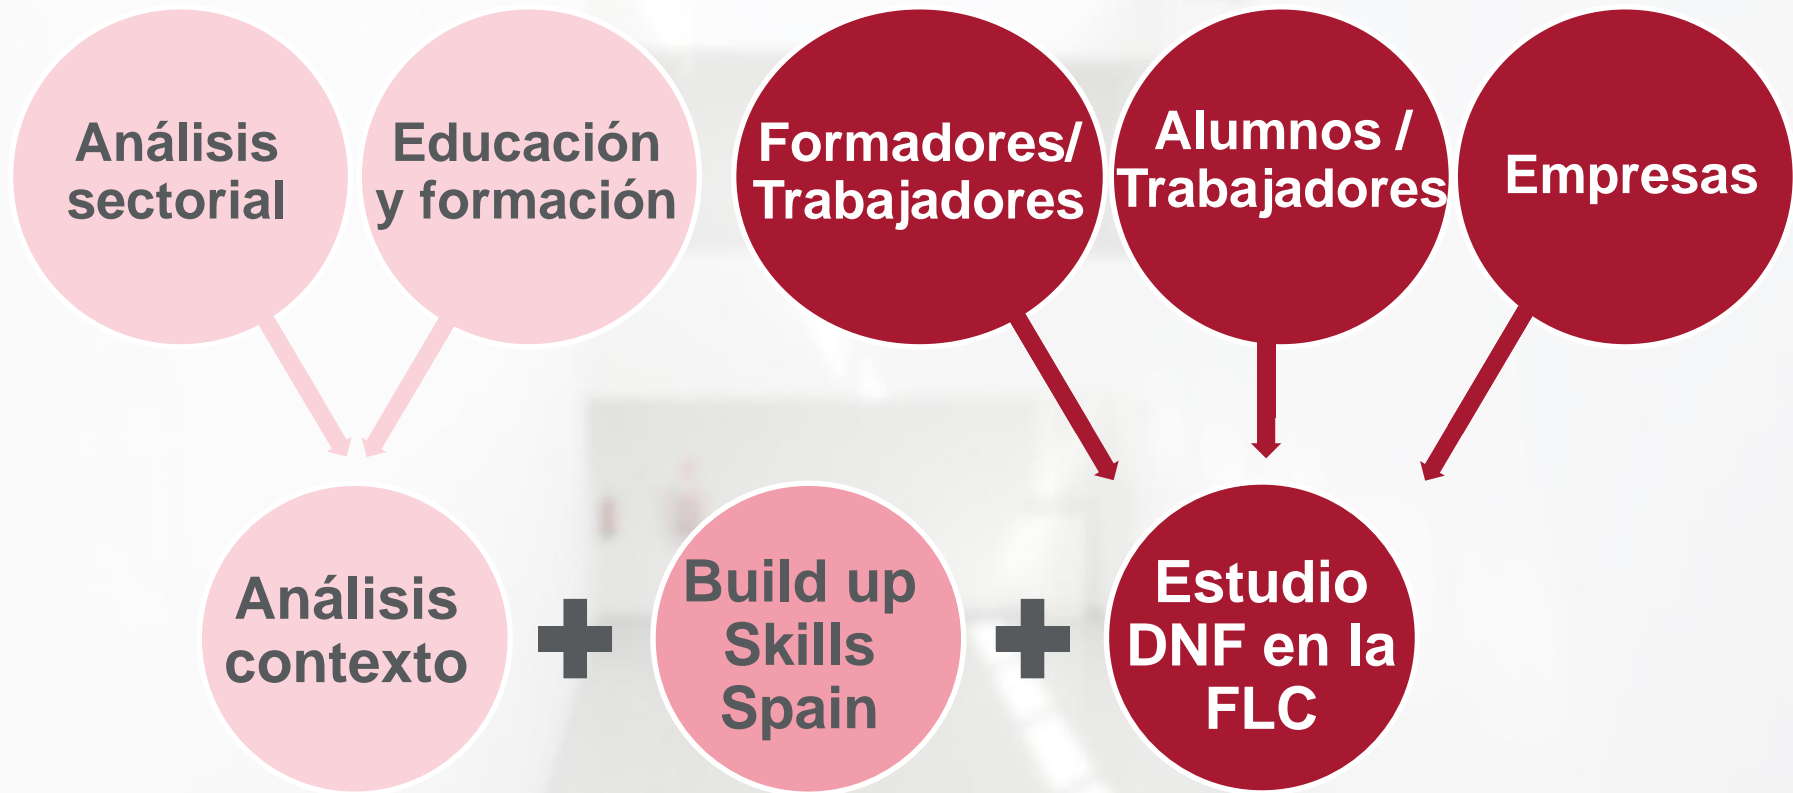 Análisis
sectorial
Educación
y formación
Formadores/
Trabajadores
Alumnos /
Trabajadores
Empresas
Análisis
contexto
Build up
Skills
Spain
Estudio
DNF en la
FLC